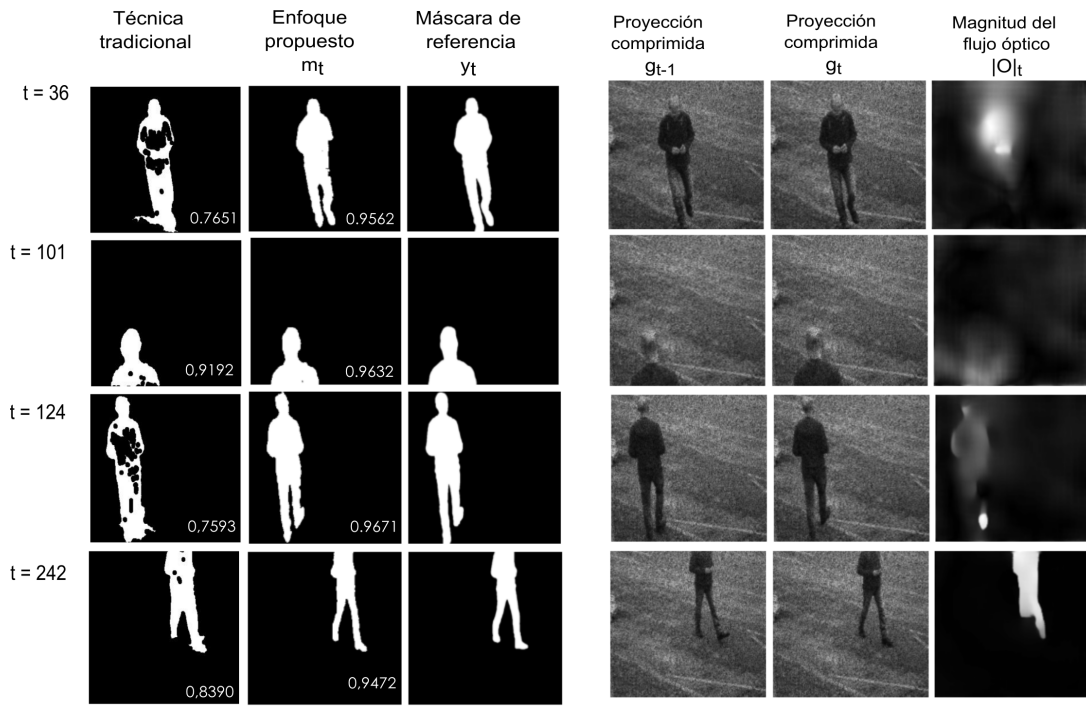 Técnica
tradicional
Enfoque
propuesto
mt
Máscara de
referencia
yt
Proyección
comprimida
gt-1
Proyección
comprimida
gt
Magnitud del
flujo óptico
|O|t
t = 36
0.7651
0.9562
t = 101
0,9192
0.9632
t = 124
0,7593
0.9671
t = 242
0,8390
0,9472